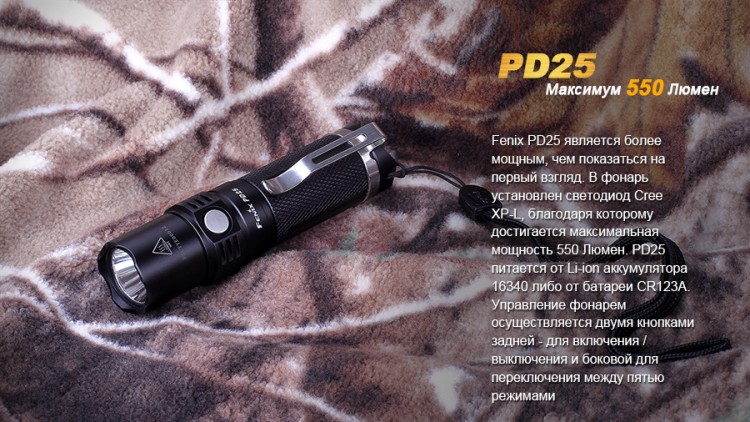 PD25
Максимум 550 Люмен
Fenix PD25 является более
мощным, чем показаться на
первый взгляд. В фонарь
установлен светодиод Cree
XP-L, благодаря которому
достигается максимальная
мощность 550 Люмен. PD25
питается от Li-ion аккумулятора
16340 либо от батареи CR123A.
Управление фонарем
осуществляется двумя кнопками
задней - для включения /
выключения и боковой для
переключения между пятью
режимами
Fenix PD25